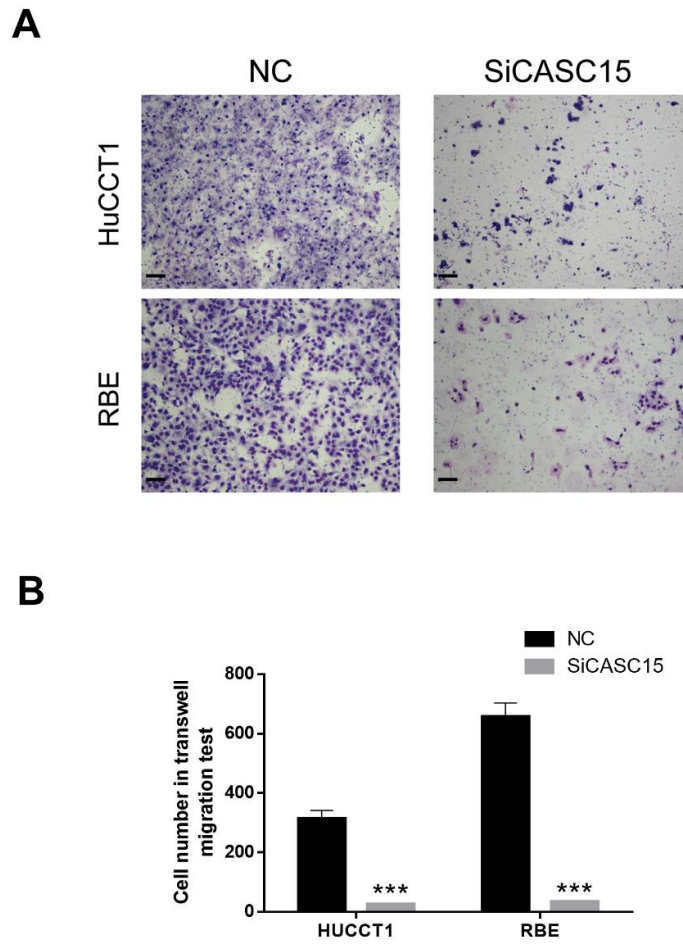 A
NC SiCASC15
HuCCT1
RBE
B
NC
SiCASC15
Cell number in transwell
migration test
800
600
400
200
0
*** ***
HUCCT1 RBE